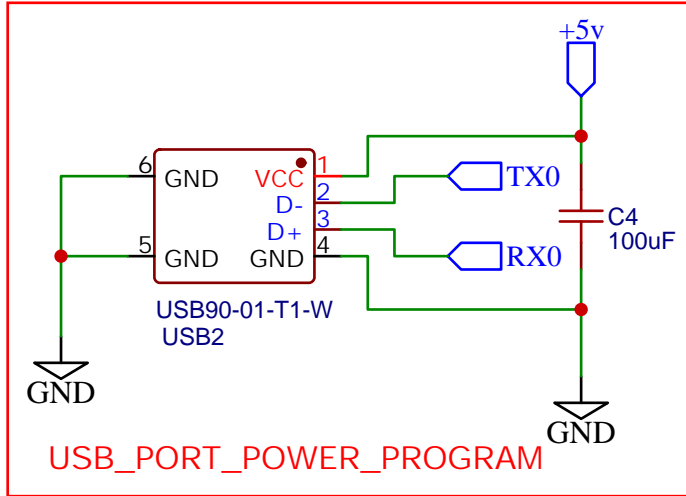 +5v
6 GND VCC 1
D- 2 TX0
D+ 3 RX0
5 GND GND 4
C4
100uF
USB90-01-T1-W
USB2
GND
GND
USB_PORT_POWER_PROGRAM